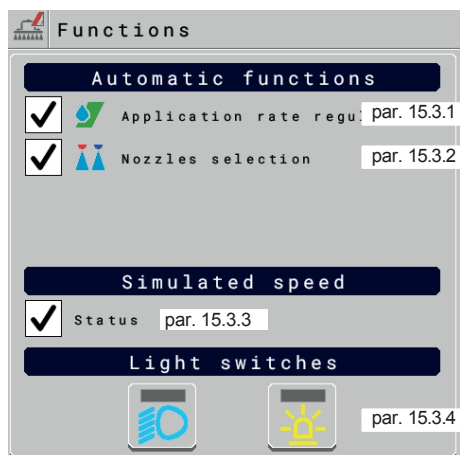 Functions
Automatic functions
Application rate regu par. 15.3.1
Nozzles selection par. 15.3.2
Simulated speed
Status par. 15.3.3
Light switches
par. 15.3.4